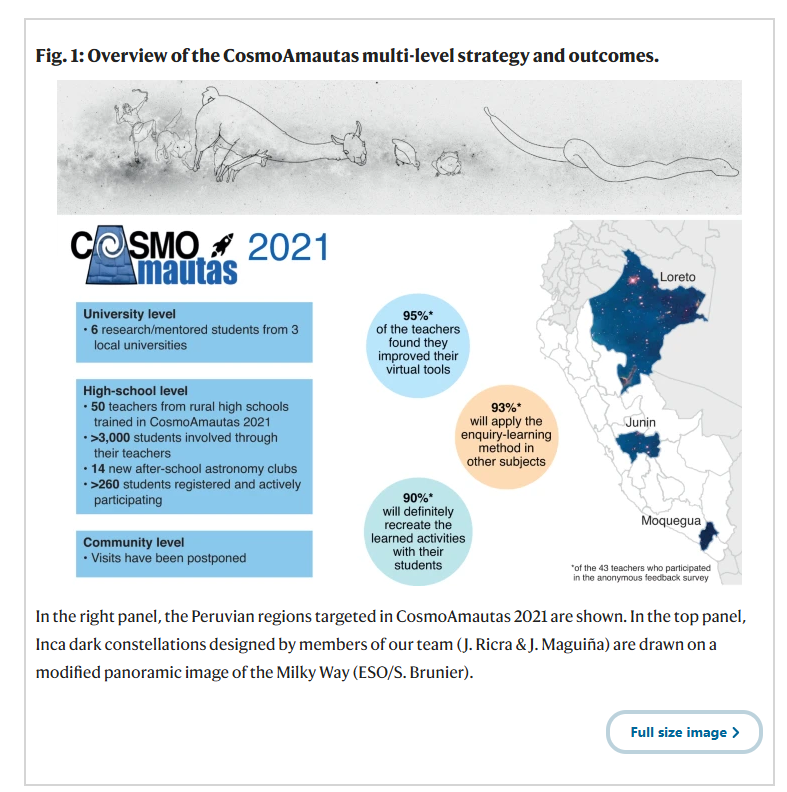 Fig. 1: Overview of the CosmoAmautas multi-level strategy and outcomes.
COSMO
Amautas
2021
University level
• 6 research/mentored students from 3
local universities
High-school level
• 50 teachers from rural high schools
trained in CosmoAmautas 2021
• >3,000 students involved through
their teachers
• 14 new after-school astronomy clubs
• >260 students registered and actively
participating
Community level
• Visits have been postponed
95%*
of the teachers
found they
improved their
virtual tools
93%*
will apply the
enquiry-learning
method in
other subjects
90%*
will definitely
recreate the
learned activities
with their
students
Loreto
Junin
Moquegua
*of the 43 teachers who participated
in the anonymous feedback survey
In the right panel, the Peruvian regions targeted in CosmoAmautas 2021 are shown. In the top panel,
Inca dark constellations designed by members of our team (J. Ricra & J. Maguiña) are drawn on a
modified panoramic image of the Milky Way (ESO/S. Brunier).
Full size image